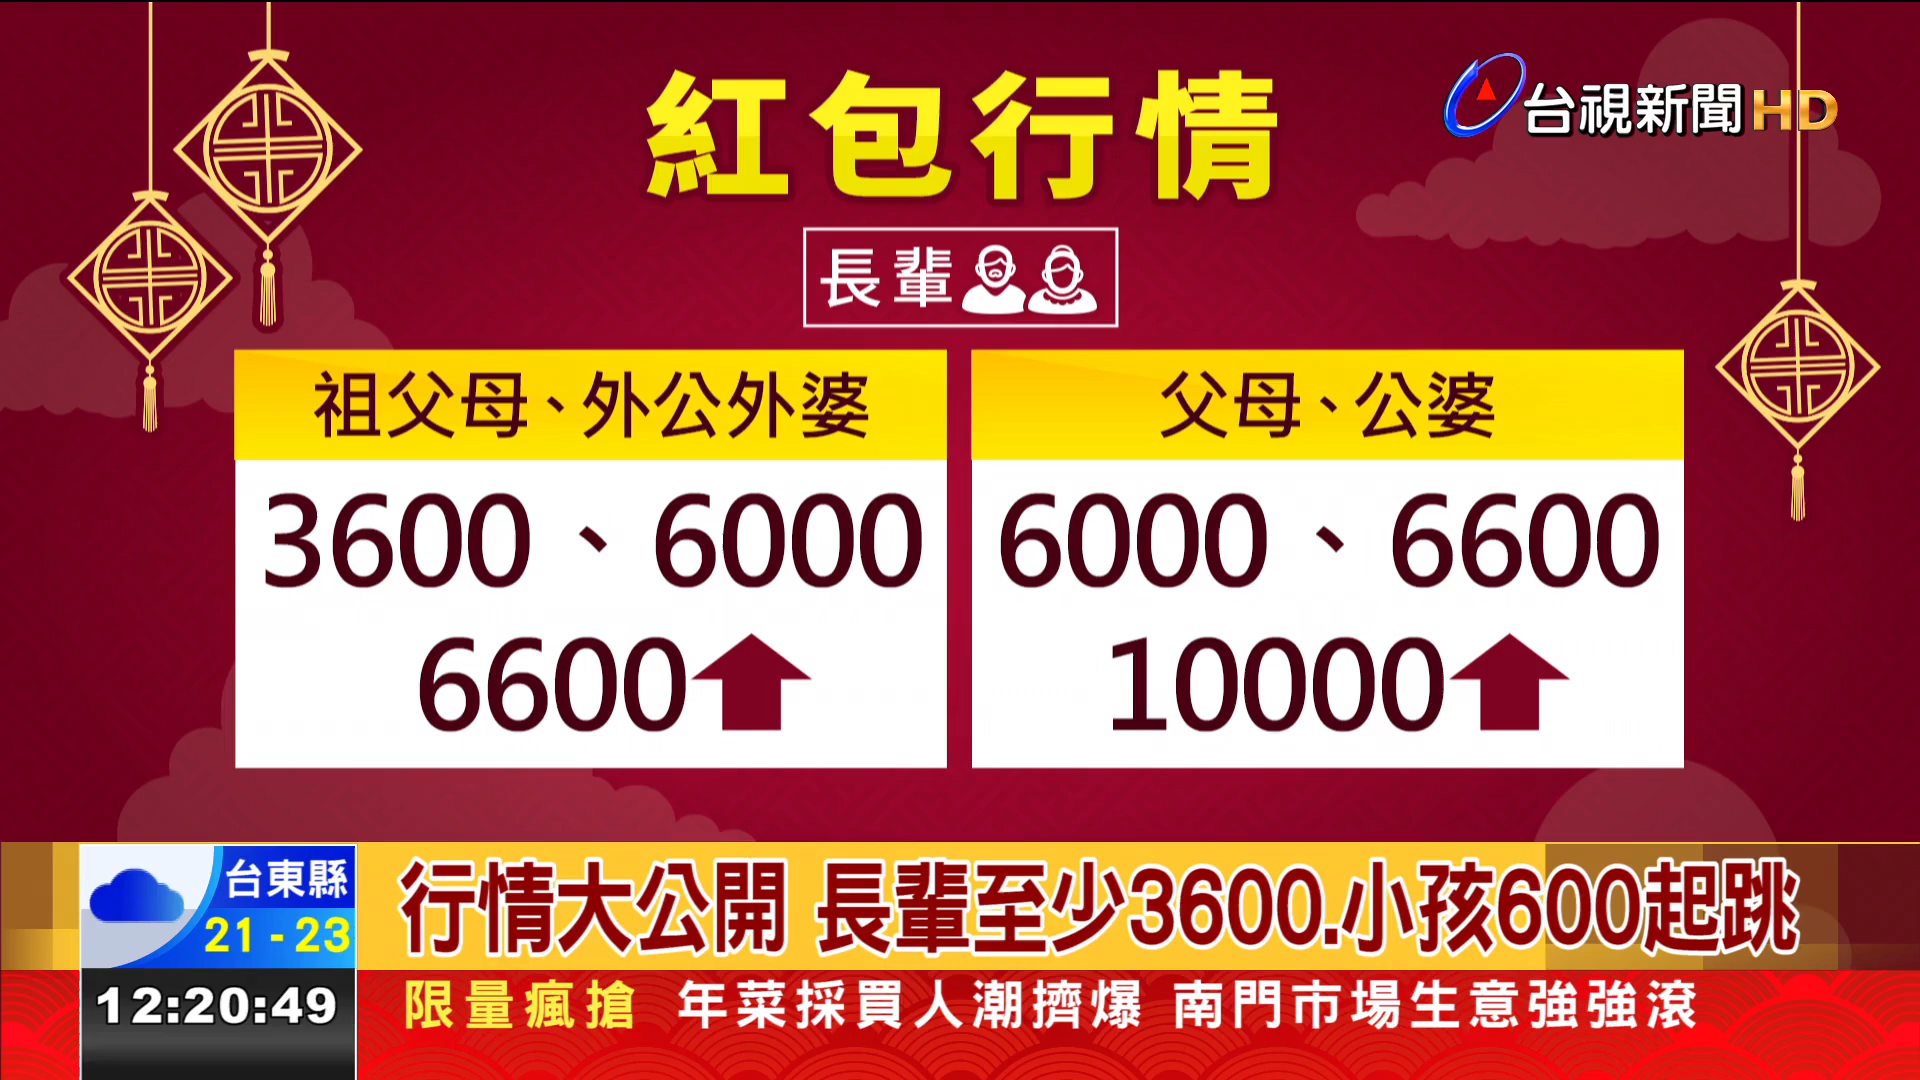 紅包行情
台視新聞HD
長輩
祖父母、外公外婆
3600、6000
6600
父母、公婆
6000、6600
10000
台東縣
21 - 23
12:20:49
行情大公開 長輩至少3600.小孩600起跳
限量瘋搶 年菜採買人潮擠爆 南門市場生意強強滾